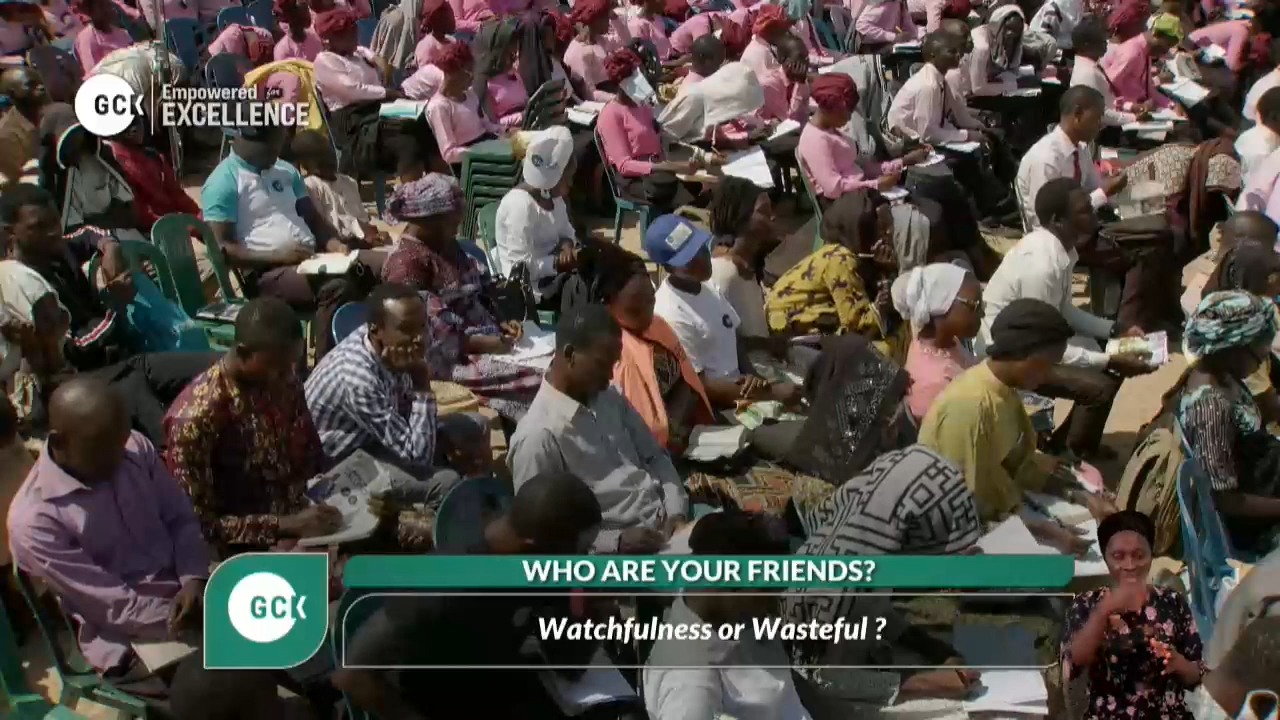 GCK
Empowered for
EXCELLENCE
WHO ARE YOUR FRIENDS?
GCK
Watchfulness or Wasteful ?